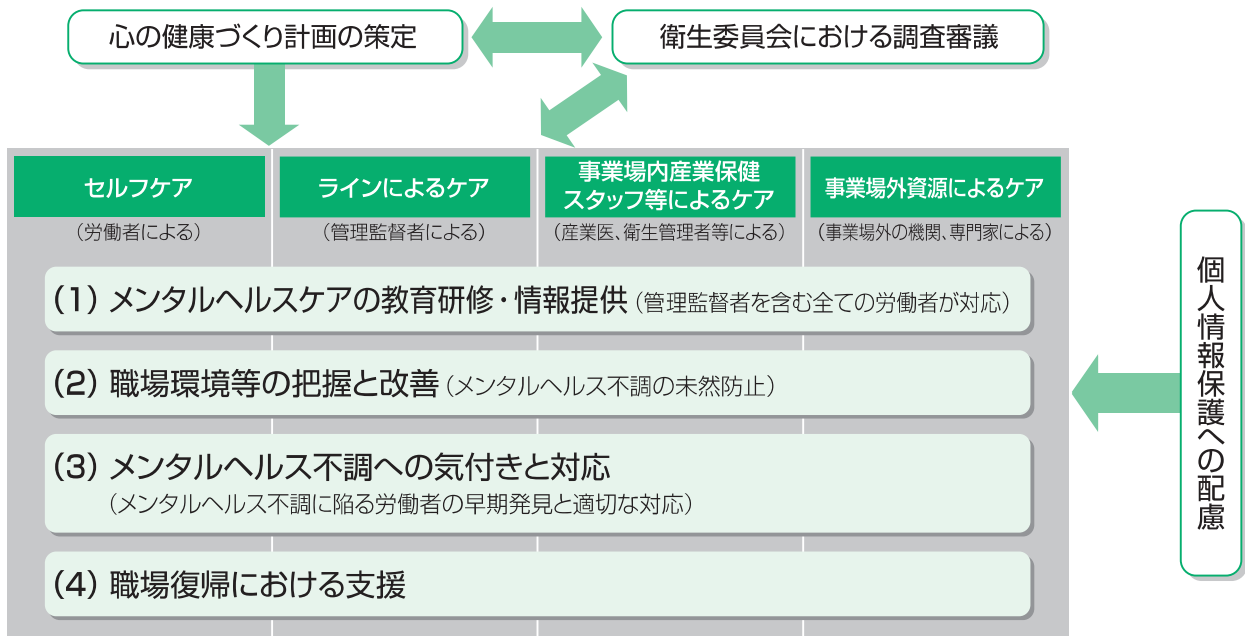 心の健康づくり計画の策定
衛生委員会における調査審議
セルフケア
(労働者による)
ラインによるケア
(管理監督者による)
事業場内産業保健
スタッフ等によるケア
(産業医、衛生管理者等による)
事業場外資源によるケア
(事業場外の機関、専門家による)
(1)メンタルヘルスケアの教育研修・情報提供(管理監督者を含む全ての労働者が対応)
(2)職場環境等の把握と改善(メンタルヘルス不調の未然防止)
(3)メンタルヘルス不調への気付きと対応
(メンタルヘルス不調に陥る労働者の早期発見と適切な対応)
(4)職場復帰における支援
個人情報保護への配慮